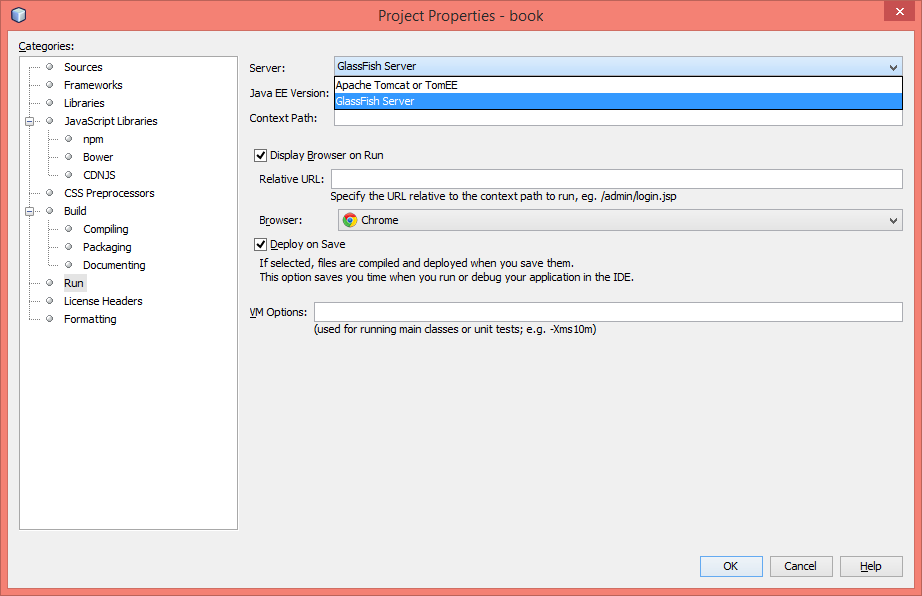 Project Properties - book
Categories:
Sources
Frameworks
Libraries
JavaScript Libraries
npm
Bower
CDNJS
CSS Preprocessors
Build
Compiling
Packaging
Documenting
Run
License Headers
Formatting
Server: GlassFish Server
Apache Tomcat or TomEE
Java EE Version: GlassFish Server
Context Path:
Display Browser on Run
Relative URL:
Specify the URL relative to the context path to run, eg. /admin/login.jsp
Browser: Chrome
Deploy on Save
If selected, files are compiled and deployed when you save them.
This option saves you time when you run or debug your application in the IDE.
VM Options:
(used for running main classes or unit tests; e.g. -Xms10m)
OK Cancel Help